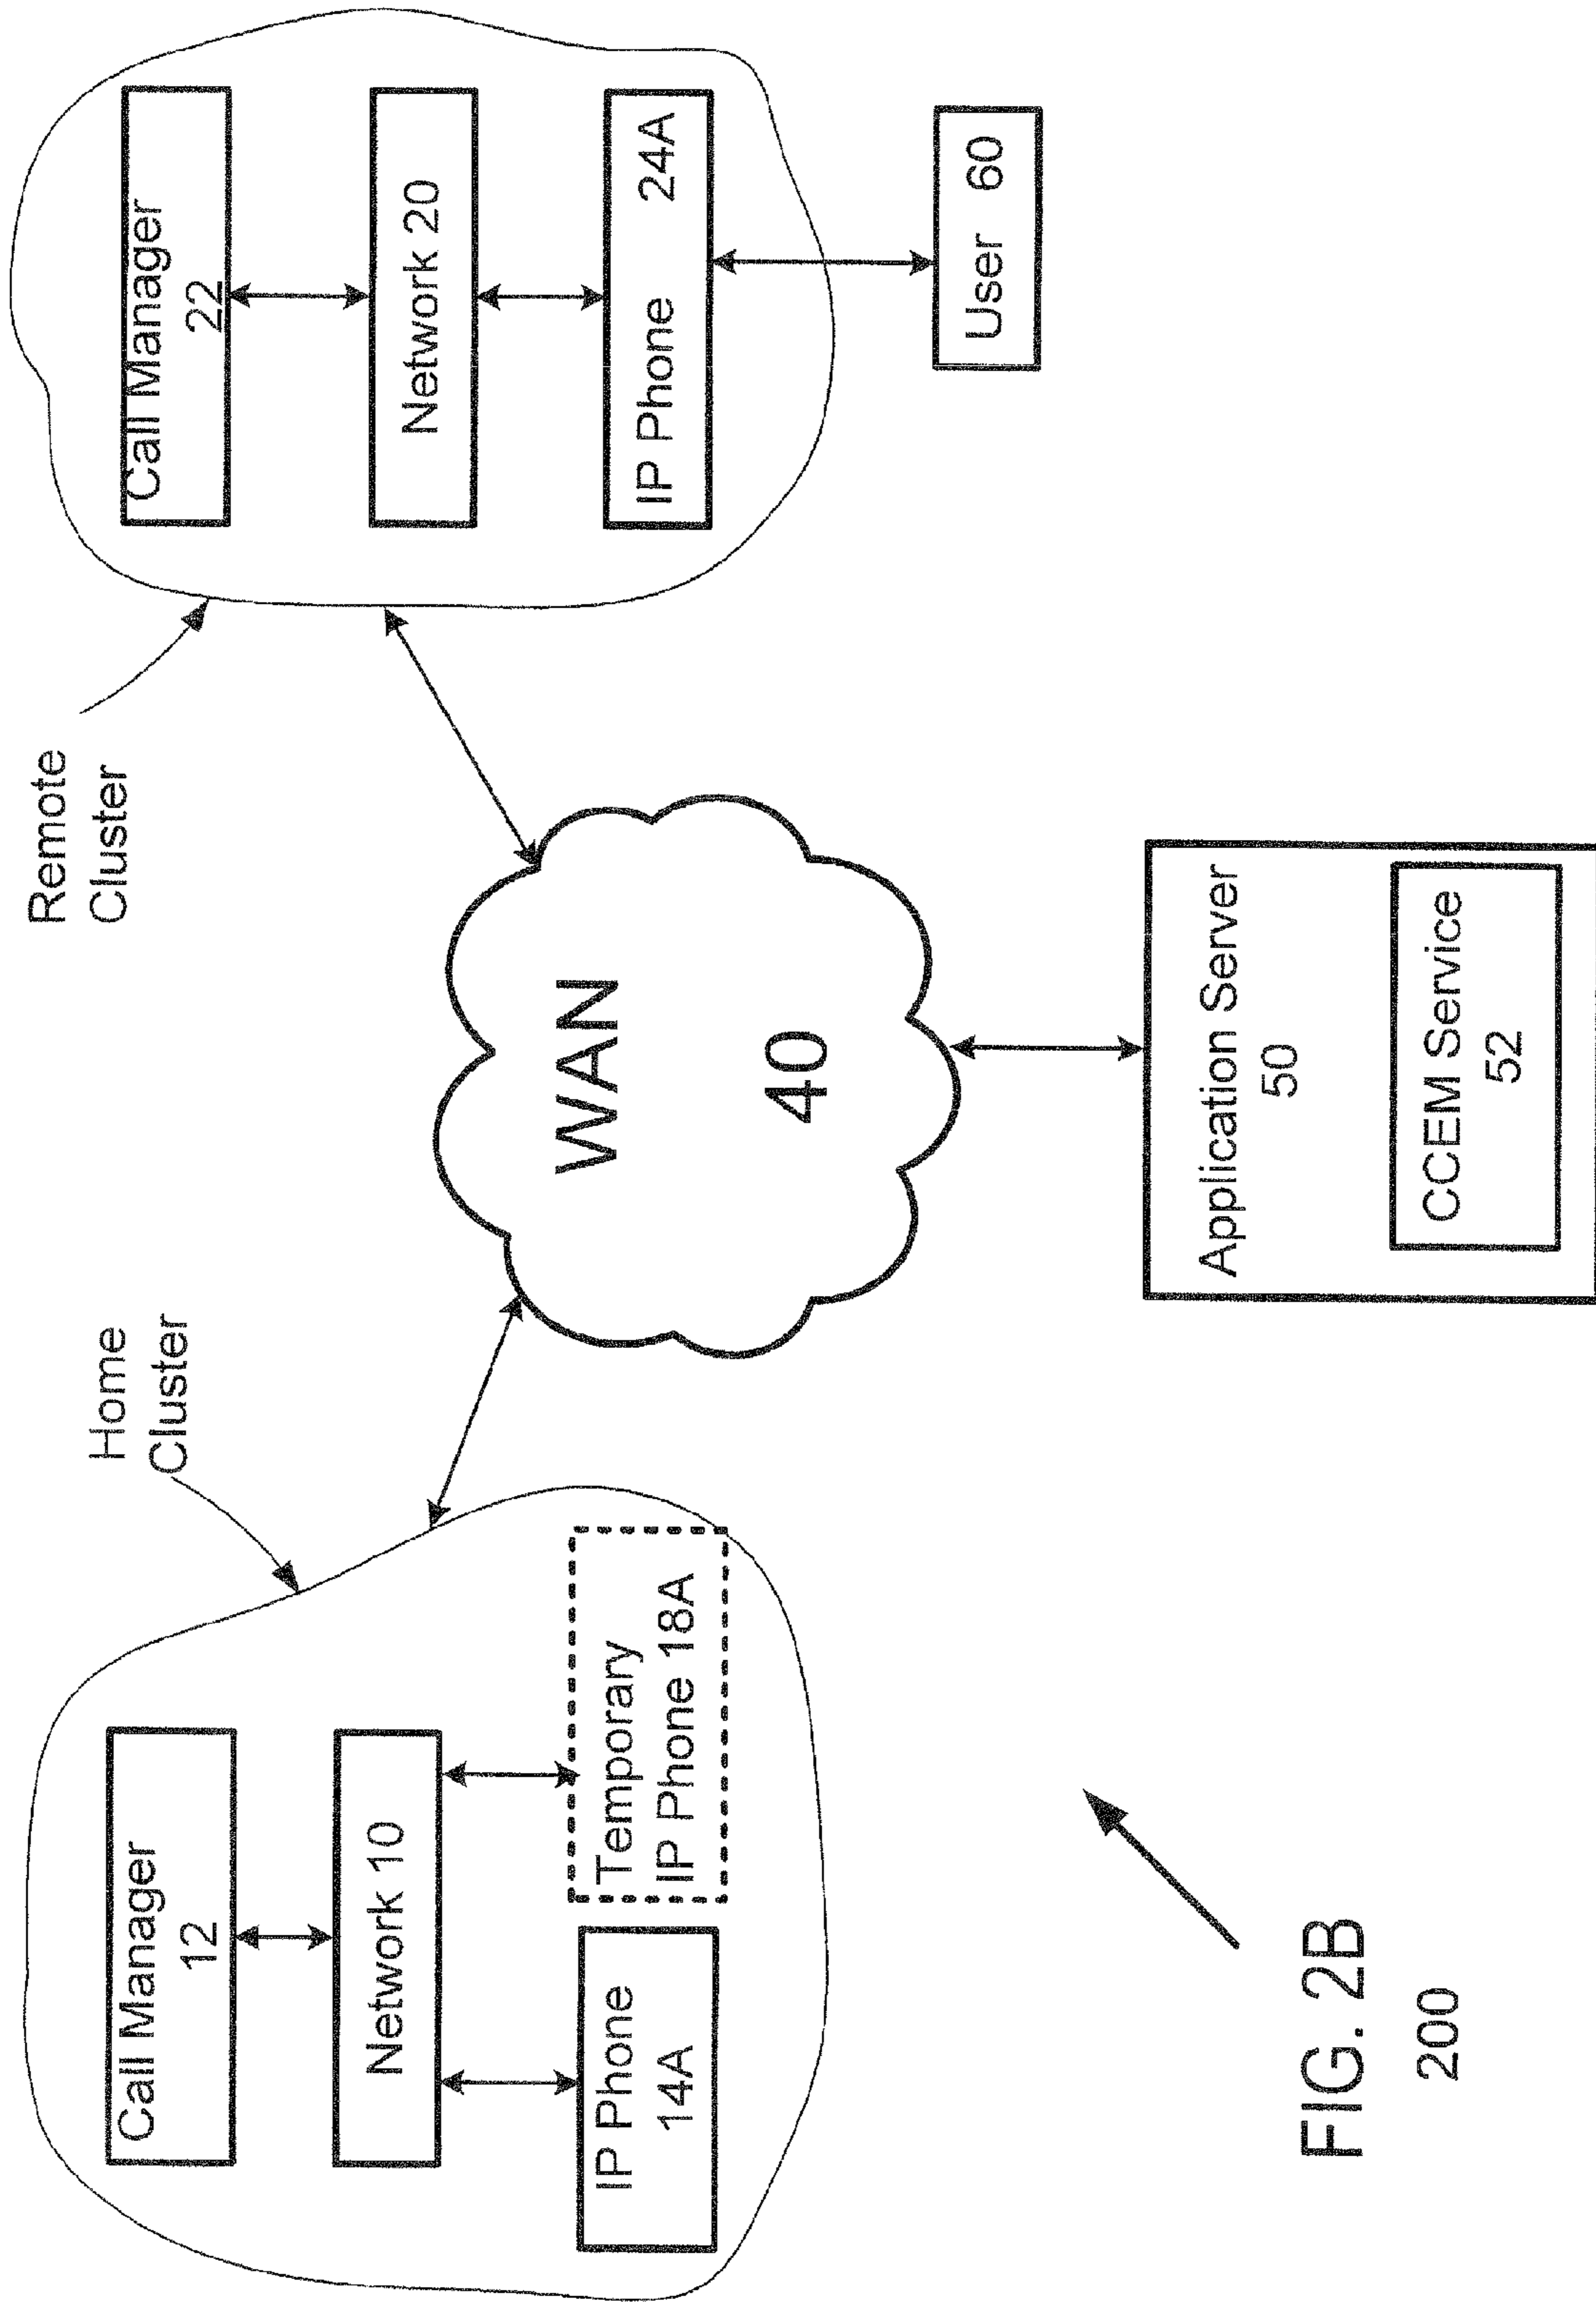 Home
Cluster
Call Manager
12
Network 10
IP Phone
14A
Temporary
IP Phone 18A
WAN
40
Application Server
50
CCEM Service
52
Remote
Cluster
Call Manager
22
Network 20
IP Phone 24A
User 60
FIG. 2B
200